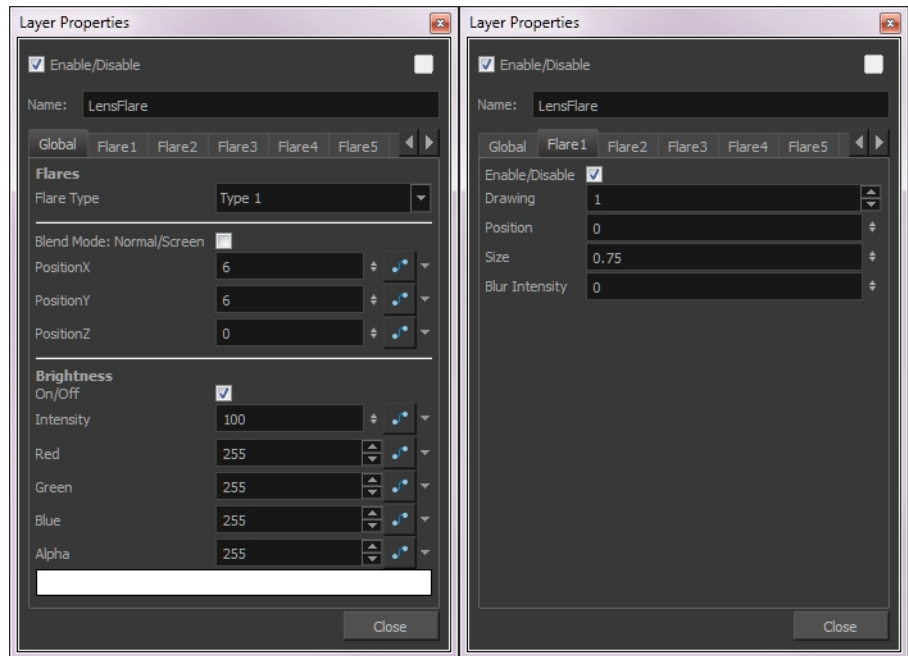 Layer Properties
Enable/Disable
Name: LensFlare
Global Flare1 Flare2 Flare3 Flare4 Flare5
Flares
Flare Type Type 1
Blend Mode: Normal/Screen
PositionX 6
PositionY 6
PositionZ 0
Brightness
On/Off
Intensity 100
Red 255
Green 255
Blue 255
Alpha 255
Close
Layer Properties
Enable/Disable
Name: LensFlare
Global Flare1 Flare2 Flare3 Flare4 Flare5
Enable/Disable
Drawing 1
Position 0
Size 0.75
Blur Intensity 0
Close